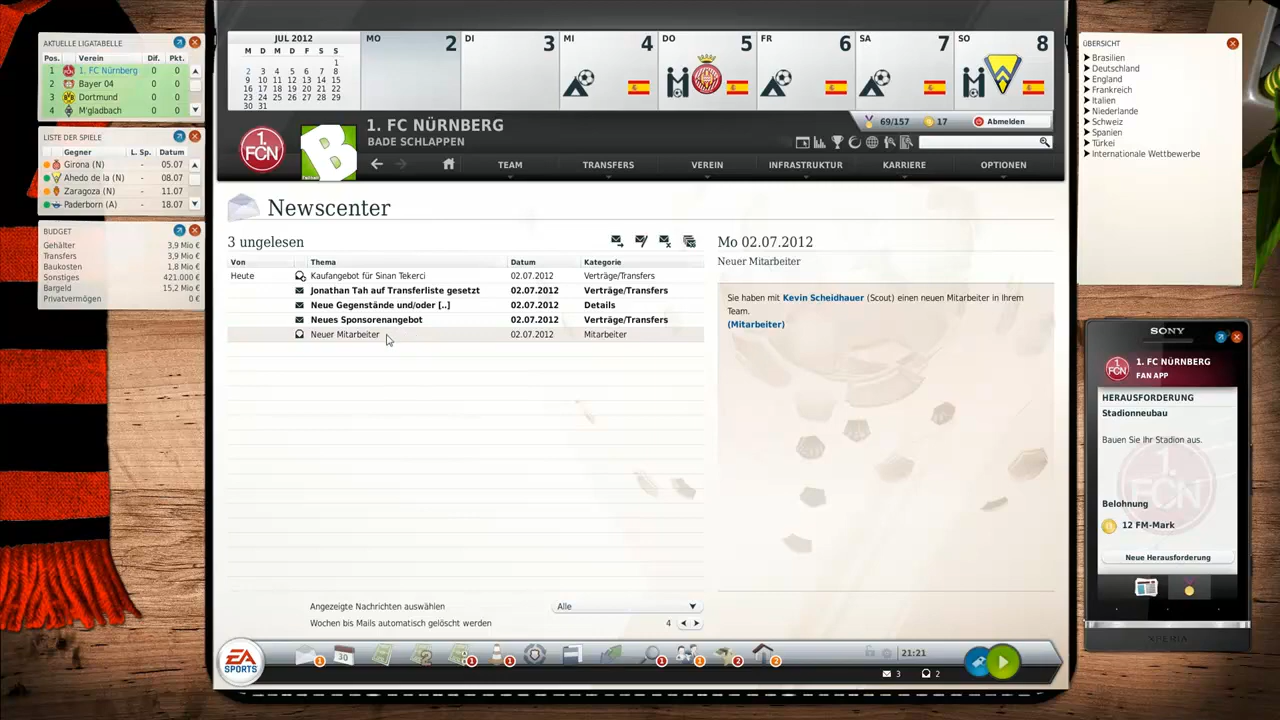 AKTUELLE LIGATABELLE
Pos. Verein Dif. Pkt.
1 1. FC Nürnberg 0 0
2 Bayer 04 0 0
3 Dortmund 0 0
4 M'gladbach 0 0
LISTE DER SPIELE
Gegner L. Sp. Datum
Girona (N) - 05.07
Ahedo de la (N) - 08.07
Zaragoza (N) - 11.07
Paderborn (A) - 18.07
BUDGET
Gehälter 3,9 Mio €
Transfers 3,9 Mio €
Baukosten 1,8 Mio €
Sonstiges 421.000 €
Bargeld 15,2 Mio €
Privatvermögen 0 €
JUL 2012
M D M D F S S
1
2 3 4 5 6 7 8
9 10 11 12 13 14 15
16 17 18 19 20 21 22
23 24 25 26 27 28 29
30 31
MO 2
DI 3
MI 4
DO 5
FR 6
SA 7
SO 8
1. FC NÜRNBERG
BADE SCHLAPPEN
69/157 17 Abmelden
1. FCN
TEAM TRANSFERS VEREIN INFRASTRUKTUR KARRIERE OPTIONEN
Newscenter
3 ungelesen
Von Thema Datum Kategorie
Heute Kaufangebot für Sinan Tekerci 02.07.2012 Verträge/Transfers
Jonathan Tah auf Transferliste gesetzt 02.07.2012 Verträge/Transfers
Neue Gegenstände und/oder [..] 02.07.2012 Details
Neues Sponsorenangebot 02.07.2012 Verträge/Transfers
Neuer Mitarbeiter 02.07.2012 Mitarbeiter
Mo 02.07.2012
Neuer Mitarbeiter
Sie haben mit Kevin Scheidhauer (Scout) einen neuen Mitarbeiter in Ihrem
Team.
(Mitarbeiter)
Angezeigte Nachrichten auswählen Alle
Wochen bis Mails automatisch gelöscht werden 4
EA
SPORTS
1 30 1 1 1 1 2 2
21:21
3 2
ÜBERSICHT
Brasilien
Deutschland
England
Frankreich
Italien
Niederlande
Schweiz
Spanien
Türkei
Internationale Wettbewerbe
SONY
1. FC NÜRNBERG
FAN APP
HERAUSFORDERUNG
Stadionneubau
Bauen Sie Ihr Stadion aus.
Belohnung
12 FM-Mark
Neue Herausforderung
XPERIA